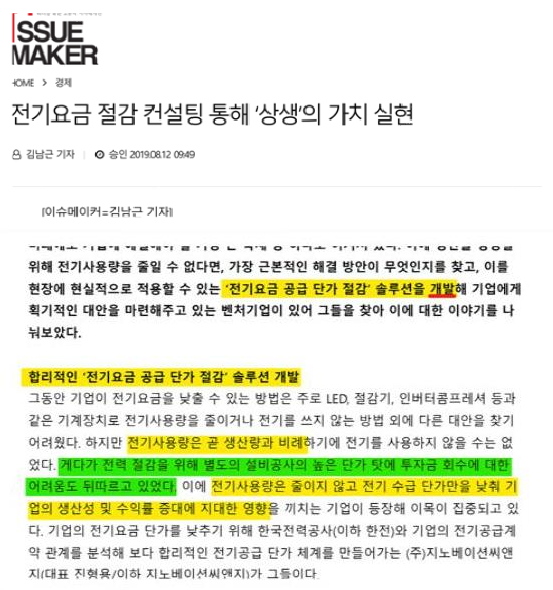 ISSUE
MAKER
HOME > 경제
전기요금 절감 컨설팅 통해 '상생'의 가치 실현
김남근 기자 | 승인 2019.08.12 09:49
[이슈메이커=김남근 기자]
위해 전기사용량을 줄일 수 없다면, 가장 근본적인 해결 방안이 무엇인지를 찾고, 이를
현장에 현실적으로 적용할 수 있는 '전기요금 공급 단가 절감' 솔루션을 개발해 기업에게
획기적인 대안을 마련해주고 있는 벤처기업이 있어 그들을 찾아 이에 대한 이야기를 나
눠보았다.
합리적인 '전기요금 공급 단가 절감' 솔루션 개발
그동안 기업이 전기요금을 낮출 수 있는 방법은 주로 LED, 절감기, 인버터콤프레셔 등과
같은 기계장치로 전기사용량을 줄이거나 전기를 쓰지 않는 방법 외에 다른 대안을 찾기
어려웠다. 하지만 전기사용량은 곧 생산량과 비례하기에 전기를 사용하지 않을 수는 없
었다. 게다가 전력 절감을 위해 별도의 설비공사의 높은 단가 탓에 투자금 회수에 대한
어려움도 뒤따르고 있었다. 이에 전기사용량은 줄이지 않고 전기 수급 단가만을 낮춰 기
업의 생산성 및 수익률 증대에 지대한 영향을 끼치는 기업이 등장해 이목이 집중되고 있
다. 기업의 전기요금 단가를 낮추기 위해 한국전력공사(이하 한전)와 기업의 전기공급계
약 관계를 분석해 보다 합리적인 전기공급 단가 체계를 만들어가는 (주)지노베이션씨앤
지(대표 진형용/이하 지노베이션씨앤지)가 그들이다.